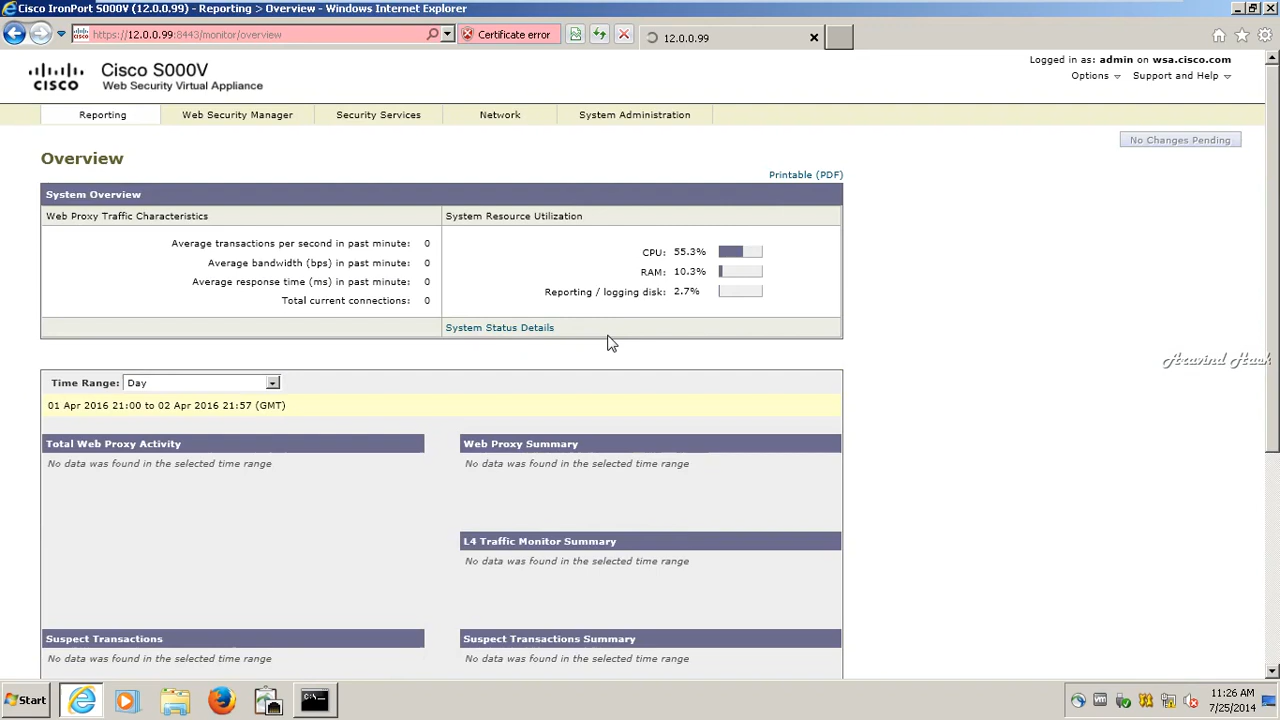 Cisco IronPort S000V (12.0.0.99) - Reporting > Overview - Windows Internet Explorer
https://12.0.0.99:8443/monitor/overview
Certificate error
12.0.0.99
Logged in as: admin on wsa.cisco.com
Options
Support and Help
CISCO
Cisco S000V
Web Security Virtual Appliance
Reporting
Web Security Manager
Security Services
Network
System Administration
No Changes Pending
Overview
Printable (PDF)
System Overview
Web Proxy Traffic Characteristics
Average transactions per second in past minute: 0
Average bandwidth (bps) in past minute: 0
Average response time (ms) in past minute: 0
Total current connections: 0
System Resource Utilization
CPU: 55.3%
RAM: 10.3%
Reporting / logging disk: 2.7%
System Status Details
Time Range: Day
01 Apr 2016 21:00 to 02 Apr 2016 21:57 (GMT)
Total Web Proxy Activity
No data was found in the selected time range
Web Proxy Summary
No data was found in the selected time range
L4 Traffic Monitor Summary
No data was found in the selected time range
Suspect Transactions
No data was found in the selected time range
Suspect Transactions Summary
No data was found in the selected time range
Aravind Hask
Start
C:\.
11:26 AM
7/25/2014